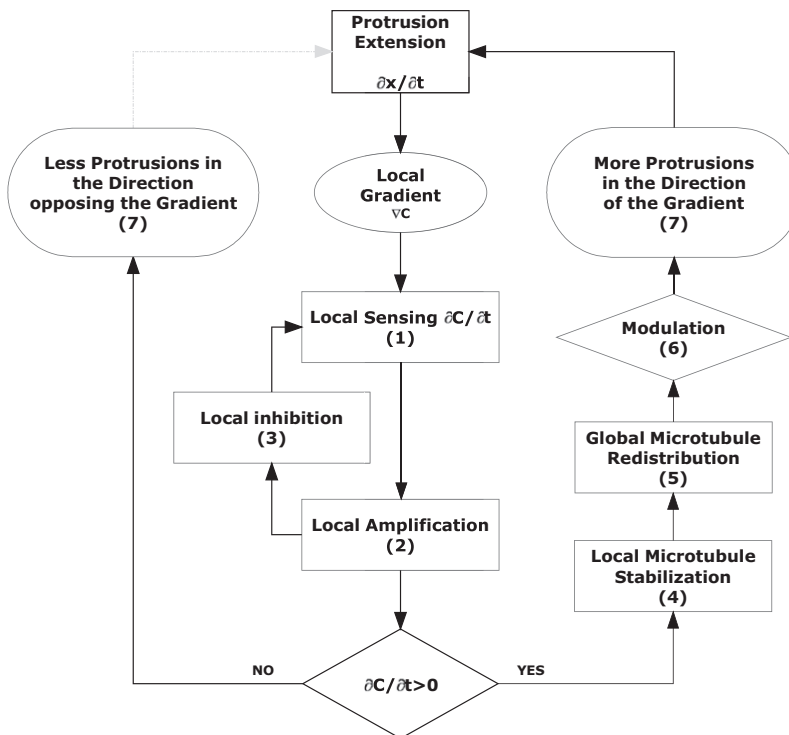 Protrusion
Extension
∂x/∂t
Less Protrusions in
the Direction
opposing the Gradient
(7)
Local
Gradient
∇C
More Protrusions
in the Direction
of the Gradient
(7)
Local Sensing ∂C/∂t
(1)
Modulation
(6)
Local inhibition
(3)
Global Microtubule
Redistribution
(5)
Local Amplification
(2)
Local Microtubule
Stabilization
(4)
NO
YES
∂C/∂t>0